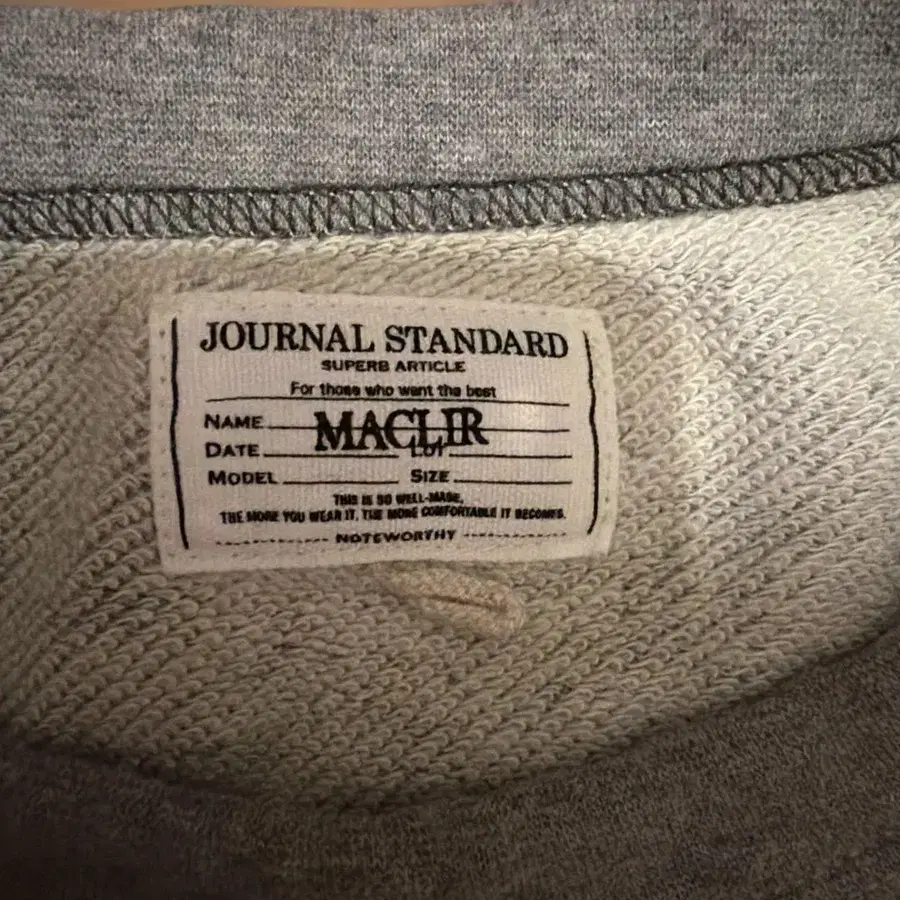 JOURNAL STANDARD
SUPERB ARTICLE
For those who want the best
NAME
MACLIR
DATE LOT
MODEL SIZE
THIS IS SO WELL-MADE,
THE MORE YOU WEAR IT, THE MORE COMFORTABLE IT BECOMES.
NOTEWORTHY